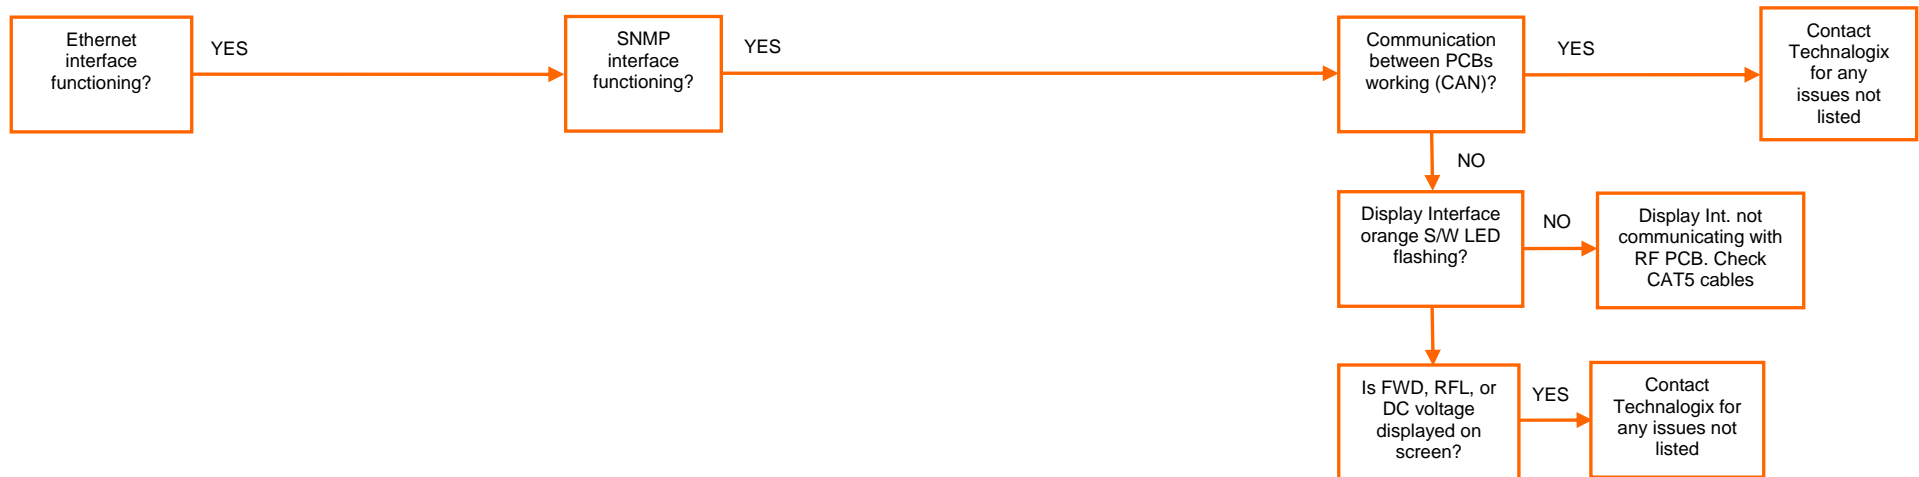 Ethernet
interface
functioning?
YES
SNMP
interface
functioning?
YES
Communication
between PCBs
working (CAN)?
YES
Contact
Technalogix
for any
issues not
listed
NO
Display Interface
orange S/W LED
flashing?
NO
Display Int. not
communicating with
RF PCB. Check
CAT5 cables
Is FWD, RFL, or
DC voltage
displayed on
screen?
YES
Contact
Technalogix for
any issues not
listed